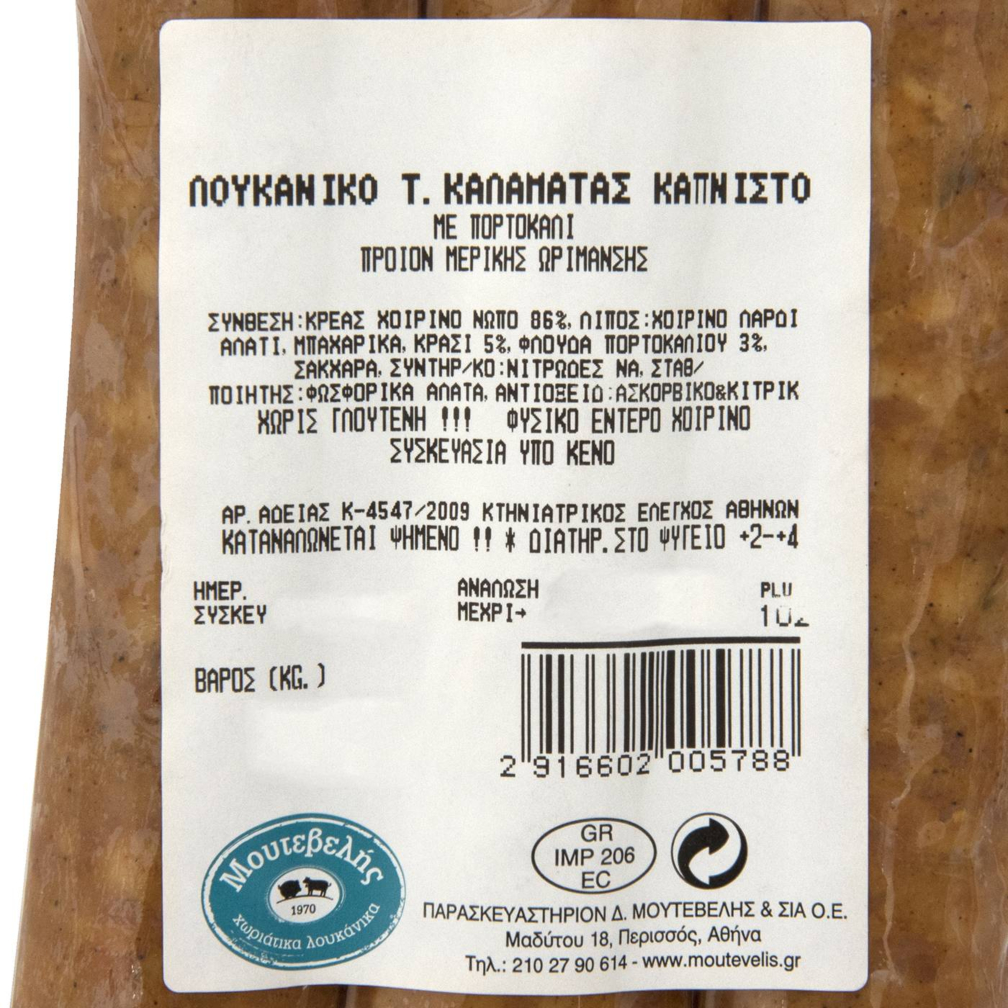 ΛΟΥΚΑΝΙΚΟ Τ. ΚΑΛΑΜΑΤΑΣ ΚΑΠΝΙΣΤΟ
ΜΕ ΠΟΡΤΟΚΑΛΙ
ΠΡΟΙΟΝ ΜΕΡΙΚΗΣ ΩΡΙΜΑΝΣΗΣ
ΣΥΝΘΕΣΗ:ΚΡΕΑΣ ΧΟΙΡΙΝΟ ΝΩΠΟ 86%, ΛΙΠΟΣ:ΧΟΙΡΙΝΟ ΛΑΡΔΙ
ΑΛΑΤΙ, ΜΠΑΧΑΡΙΚΑ, ΚΡΑΣΙ 5%, ΦΛΟΥΔΑ ΠΟΡΤΟΚΑΛΙΟΥ 3%,
ΣΑΚΧΑΡΑ, ΣΥΝΤΗΡ/ΚΟ:ΝΙΤΡΩΔΕΣ ΝΑ, ΣΤΑΘ/
ΠΟΙΗΤΗΣ:ΦΩΣΦΟΡΙΚΑ ΑΛΑΤΑ, ΑΝΤΙΟΞΕΙΔ:ΑΣΚΟΡΒΙΚΟ&ΚΙΤΡΙΚ
ΧΩΡΙΣ ΓΛΟΥΤΕΝΗ !!! ΦΥΣΙΚΟ ΕΝΤΕΡΟ ΧΟΙΡΙΝΟ
ΣΥΣΚΕΥΑΣΙΑ ΥΠΟ ΚΕΝΟ
ΑΡ. ΑΔΕΙΑΣ Κ-4547/2009 ΚΤΗΝΙΑΤΡΙΚΟΣ ΕΛΕΓΧΟΣ ΑΘΗΝΩΝ
ΚΑΤΑΝΑΛΩΝΕΤΑΙ ΨΗΜΕΝΟ !! * ΔΙΑΤΗΡ.ΣΤΟ ΨΥΓΕΙΟ +2-+4
ΗΜΕΡ. ΑΝΑΛΩΣΗ PLU
ΣΥΣΚΕΥ ΜΕΧΡΙ→ 102
ΒΑΡΟΣ (KG. )
2 916602 005788
Μουτεβελής
1970
χωριάτικα λουκάνικα
GR
IMP 206
EC
ΠΑΡΑΣΚΕΥΑΣΤΗΡΙΟΝ Δ. ΜΟΥΤΕΒΕΛΗΣ & ΣΙΑ Ο.Ε.
Μαδύτου 18, Περισσός, Αθήνα
Τηλ.: 210 27 90 614 - www.moutevelis.gr